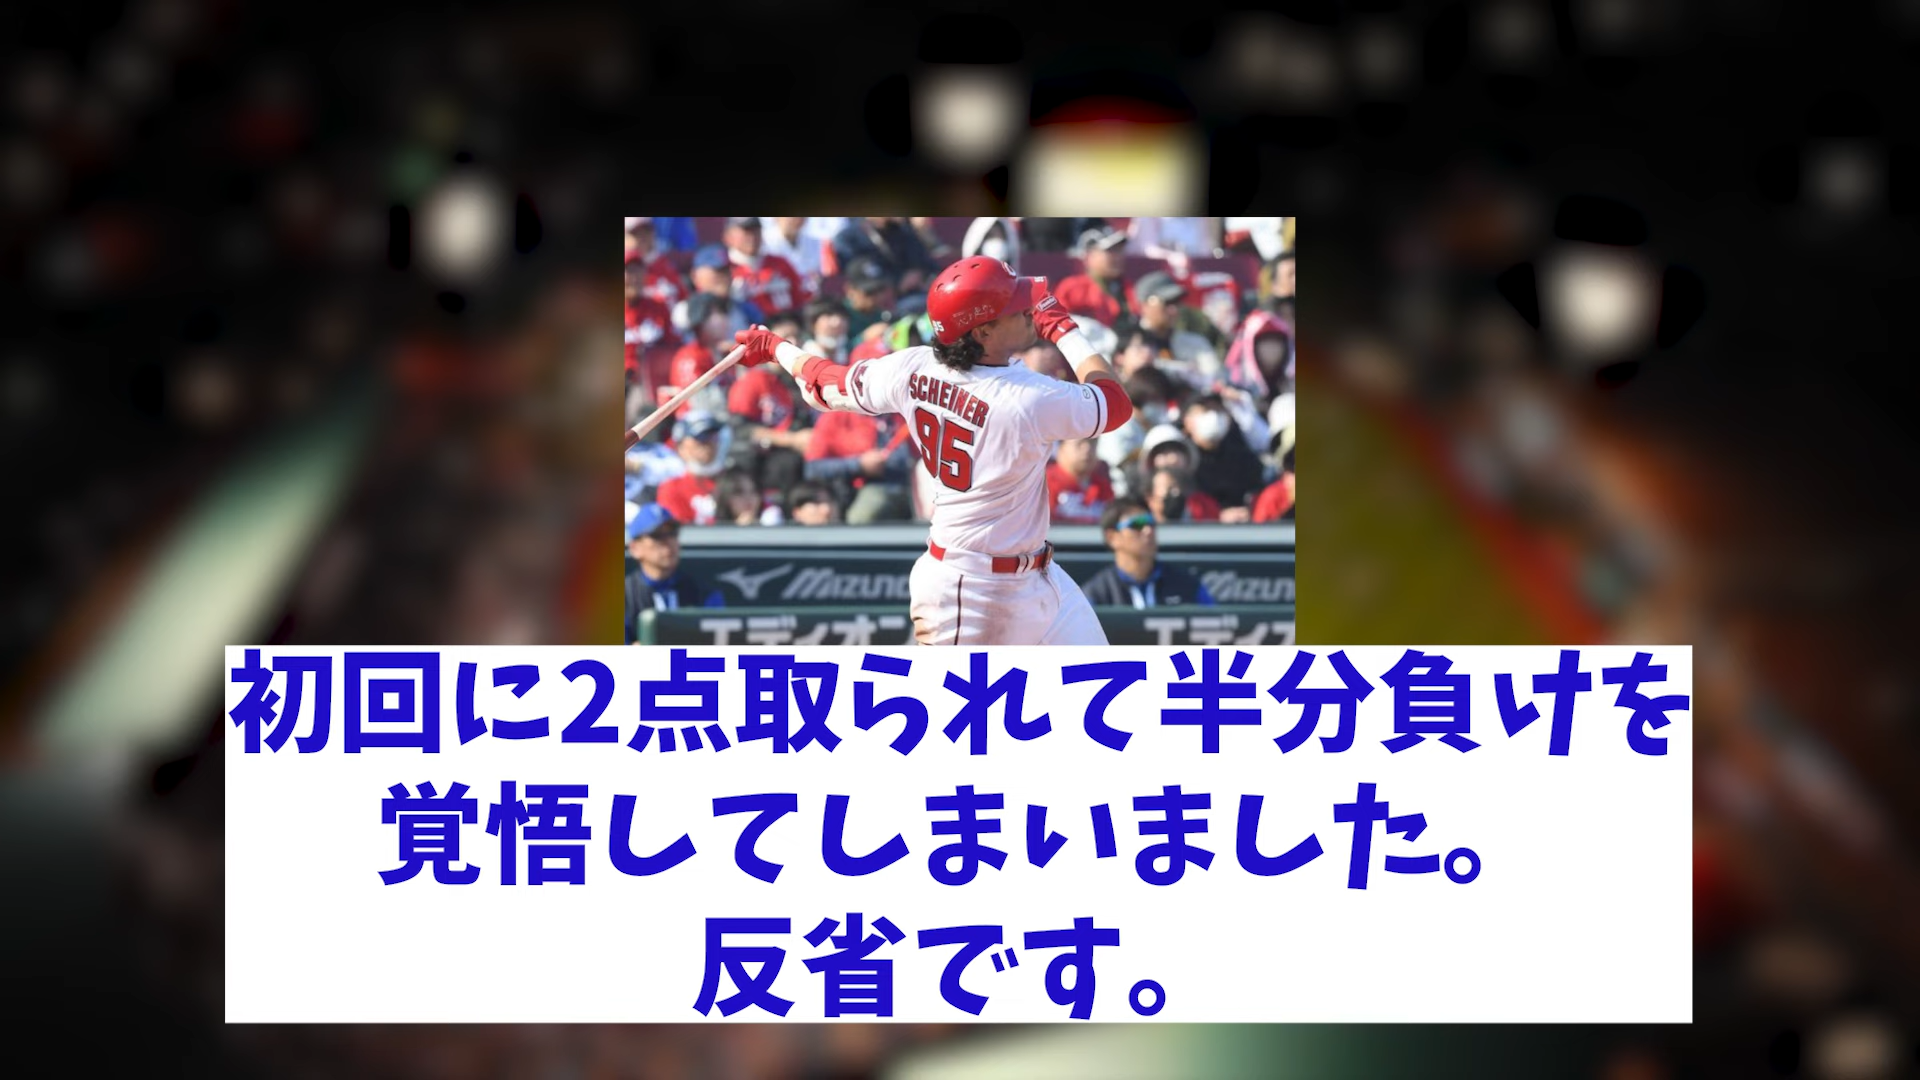 SCHEINER
95
mizuno
mizuno
エディオン
エディオ
初回に2点取られて半分負けを
覚悟してしまいました。
反省です。